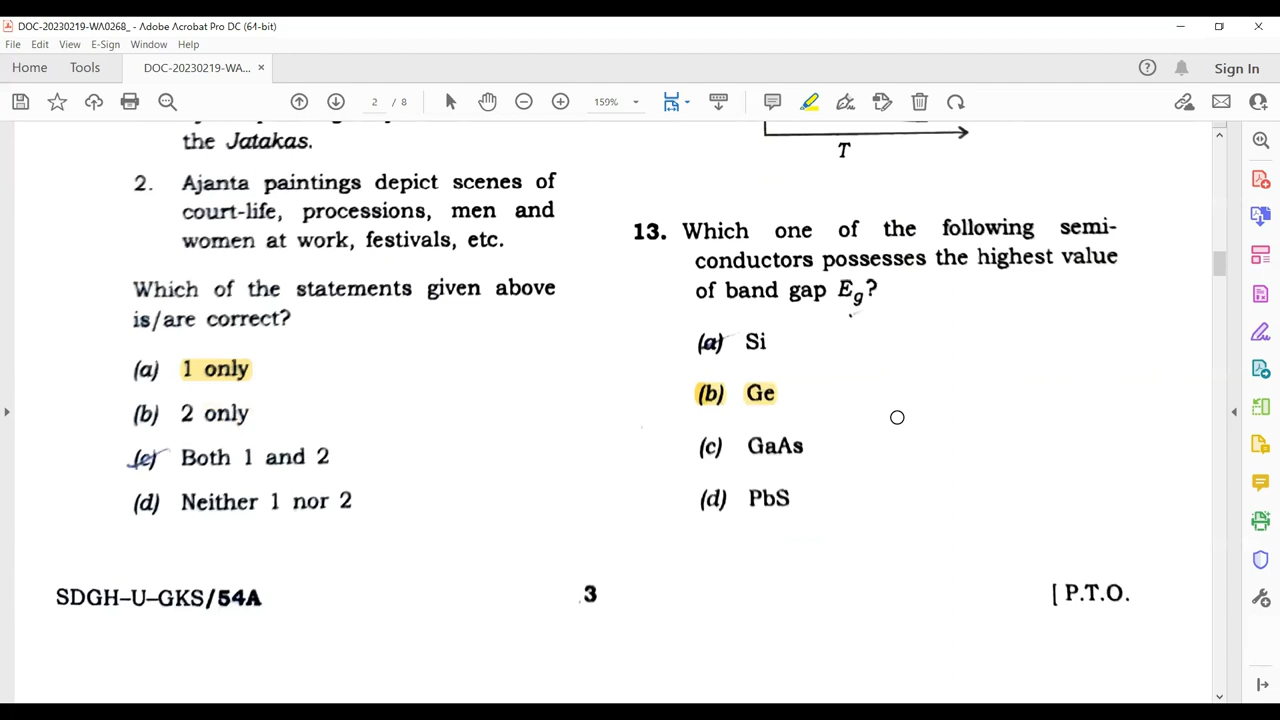 DOC-20230219-WA0268_ - Adobe Acrobat Pro DC (64-bit)
File Edit View E-Sign Window Help
Home Tools DOC-20230219-WA... ×
Sign In
2 / 8
159%
the Jatakas.
2. Ajanta paintings depict scenes of
court-life, processions, men and
women at work, festivals, etc.
Which of the statements given above
is/are correct?
(a) 1 only
(b) 2 only
(c) Both 1 and 2
(d) Neither 1 nor 2
T
13. Which one of the following semi-
conductors possesses the highest value
of band gap Eg?
(a) Si
(b) Ge
(c) GaAs
(d) PbS
SDGH-U-GKS/54A
3
[ P.T.O.